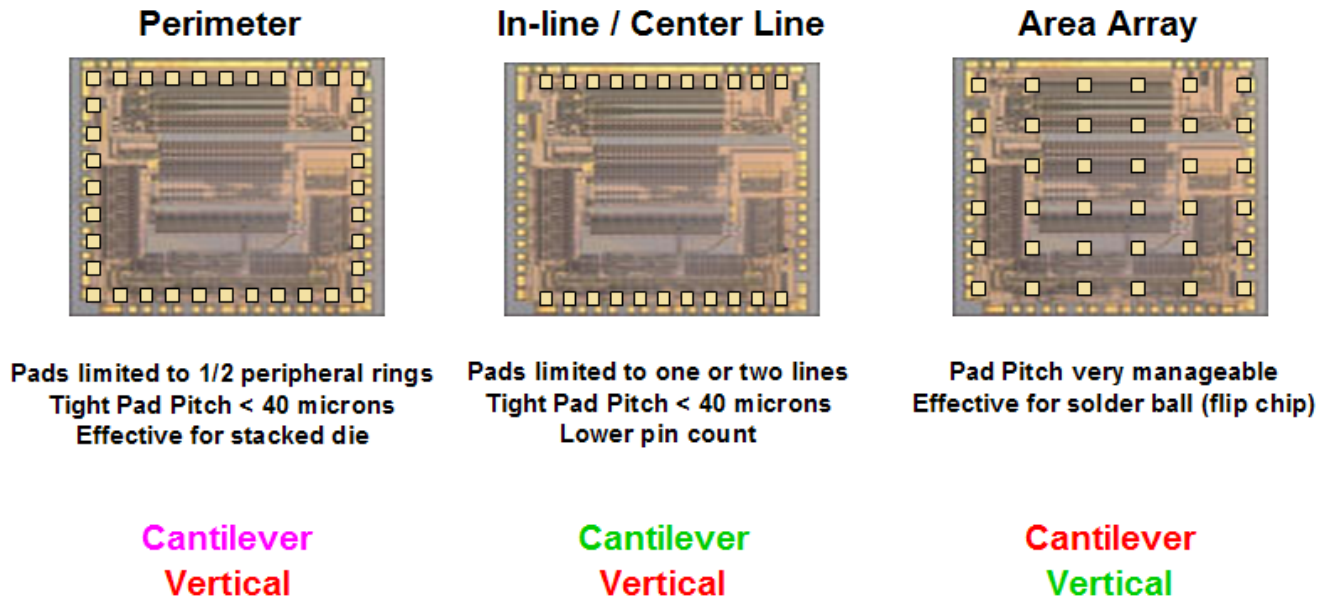 Perimeter
In-line / Center Line
Area Array
Pads limited to 1/2 peripheral rings
Tight Pad Pitch < 40 microns
Effective for stacked die
Pads limited to one or two lines
Tight Pad Pitch < 40 microns
Lower pin count
Pad Pitch very manageable
Effective for solder ball (flip chip)
Cantilever
Vertical
Cantilever
Vertical
Cantilever
Vertical